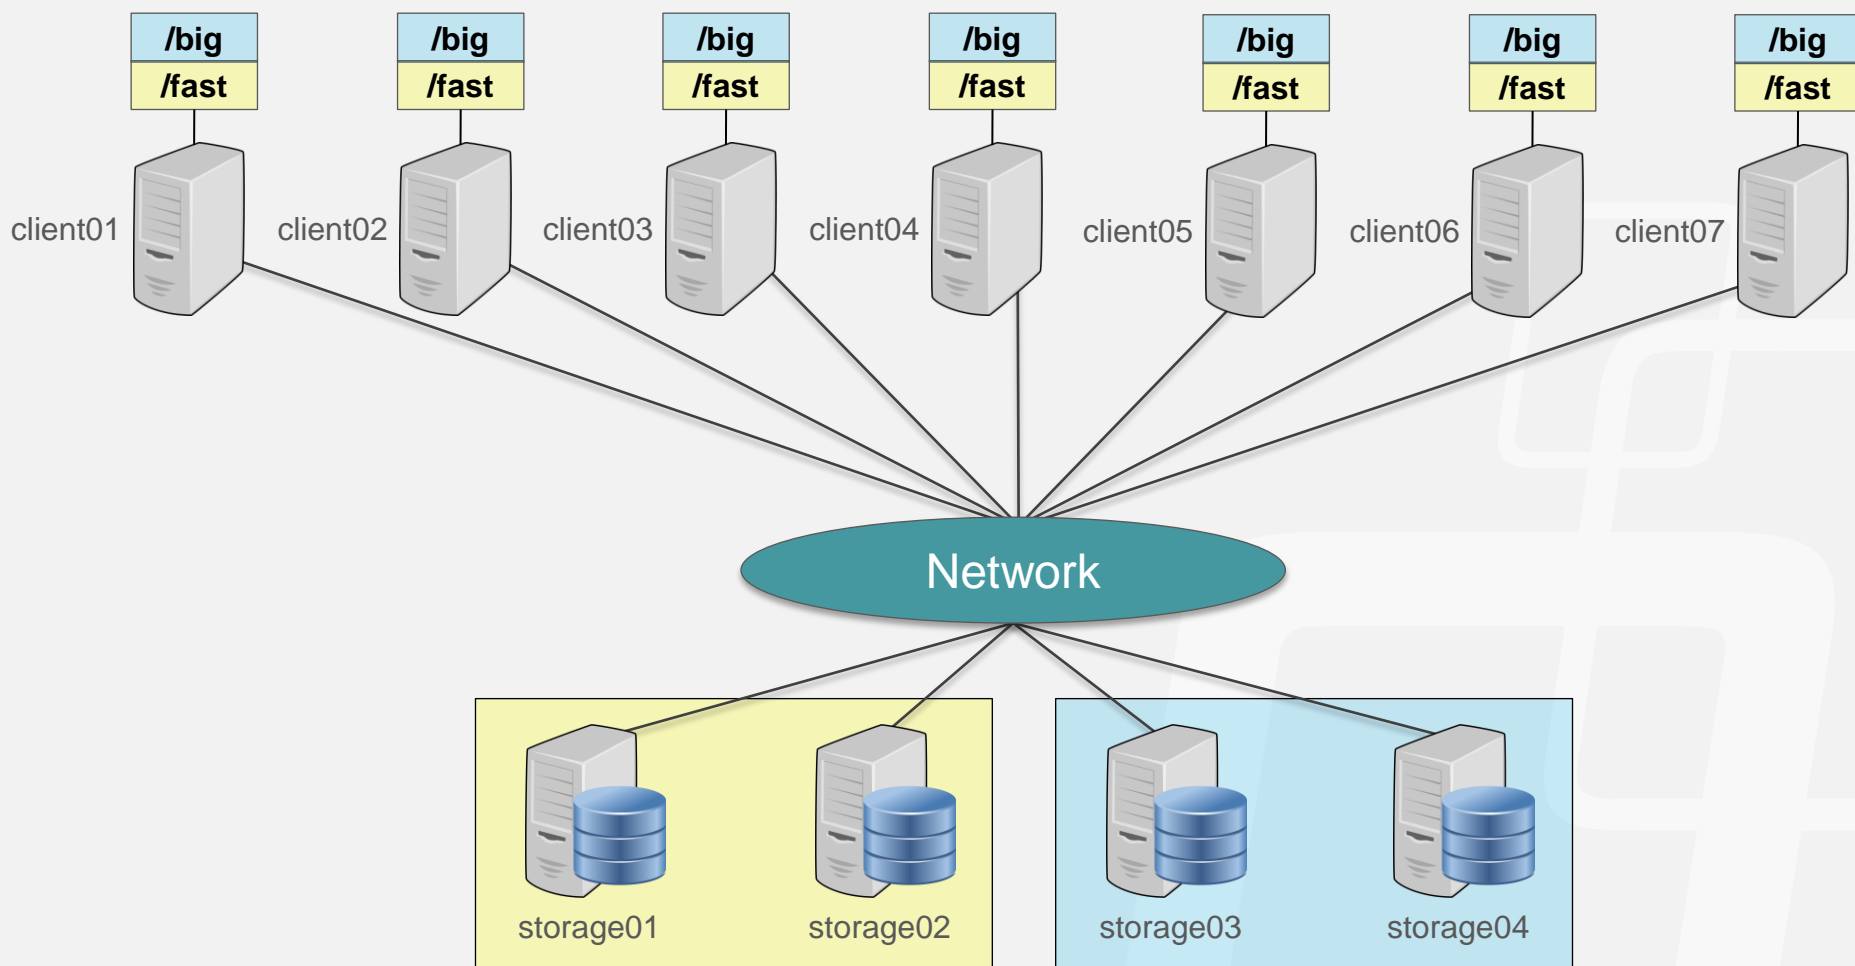 /big
/fast
/big
/fast
/big
/fast
/big
/fast
/big
/fast
/big
/fast
/big
/fast
client01
client02
client03
client04
client05
client06
client07
Network
storage01
storage02
storage03
storage04